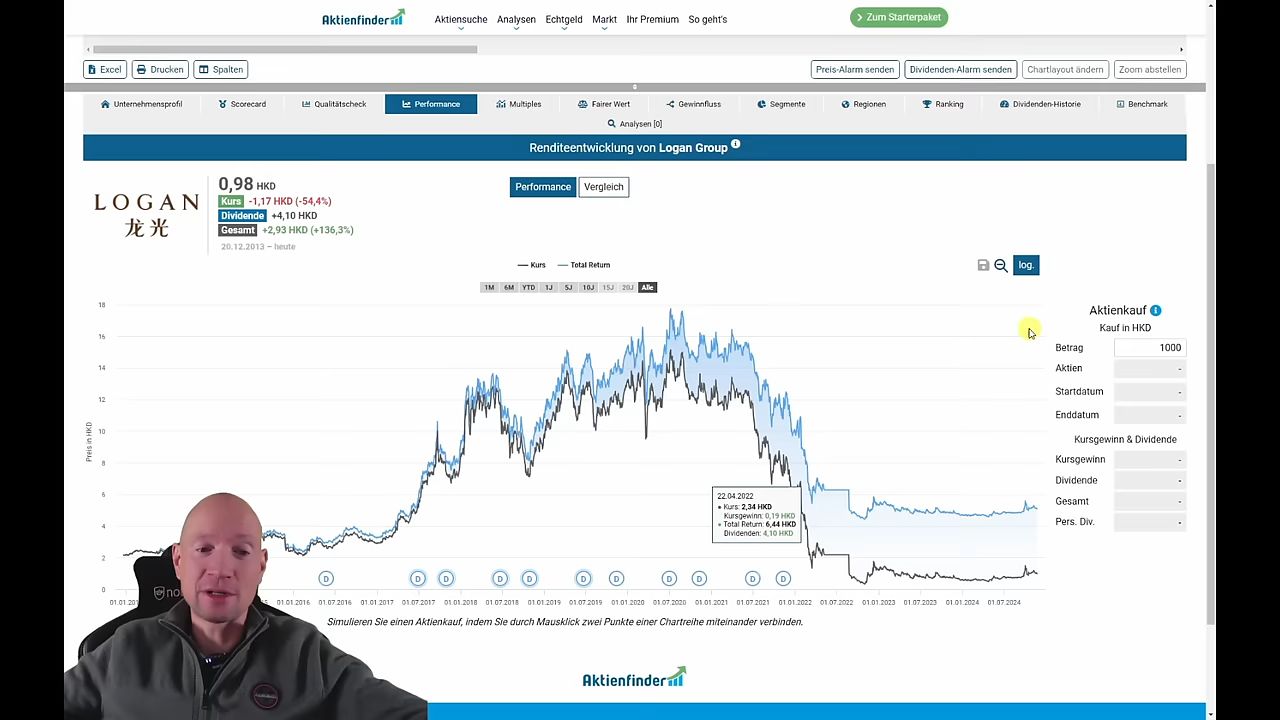 Aktienfinder
Aktiensuche Analysen Echtgeld Markt Ihr Premium So geht's
Zum Starterpaket
Excel Drucken Spalten Preis-Alarm senden Dividenden-Alarm senden Chartlayout ändern Zoom abstellen
Unternehmensprofil Scorecard Qualitätscheck Performance Multiples Fairer Wert Gewinnfluss Segmente Regionen Ranking Dividenden-Historie Benchmark
Analysen [0]
Renditeentwicklung von Logan Group
LOGAN
龙光
0,98 HKD
Kurs -1,17 HKD (-54,4%)
Dividende +4,10 HKD
Gesamt +2,93 HKD (+136,3%)
20.12.2013 – heute
Performance Vergleich
Kurs Total Return
log.
1M 6M YTD 1J 5J 10J 15J 20J Alle
Preis in HKD
18
16
14
12
10
8
6
4
2
0
22.04.2022
Kurs: 2,34 HKD
Kursgewinn: 0,19 HKD
Total Return: 6,44 HKD
Dividenden: 4,10 HKD
D D D D D D D D D D D
01.01.2016 01.07.2016 01.01.2017 01.07.2017 01.01.2018 01.07.2018 01.01.2019 01.07.2019 01.01.2020 01.07.2020 01.01.2021 01.07.2021 01.01.2022 01.07.2022 01.01.2023 01.07.2023 01.01.2024 01.07.2024
Simulieren Sie einen Aktienkauf, indem Sie durch Mausklick zwei Punkte einer Chartreihe miteinander verbinden.
Aktienkauf
Kauf in HKD
Betrag 1000
Aktien -
Startdatum -
Enddatum -
Kursgewinn & Dividende
Kursgewinn -
Dividende -
Gesamt -
Pers. Div. -
Aktienfinder